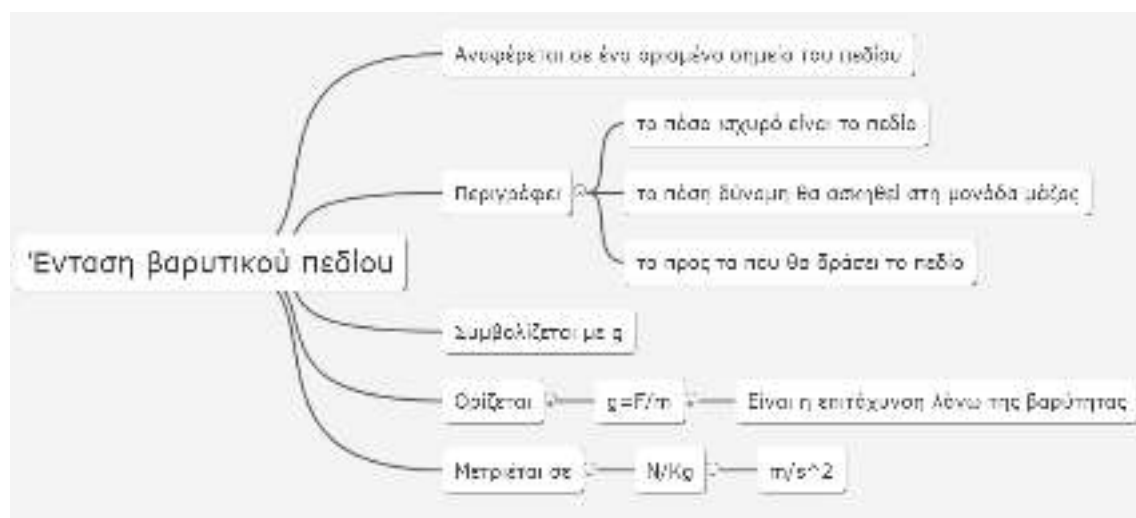 Αναφέρεται σε ένα ορισμένο σημείο του πεδίου
το πόσο ισχυρό είναι το πεδίο
Περιγράφει
το πόση δύναμη θα ασκηθεί στη μονάδα μάζας
Ένταση βαρυτικού πεδίου
το προς τα που θα δράσει το πεδίο
Συμβολίζεται με g
Ορίζεται
g=F/m
Είναι η επιτάχυνση λόγω της βαρύτητας
Μετριέται σε
N/Kg
m/s^2